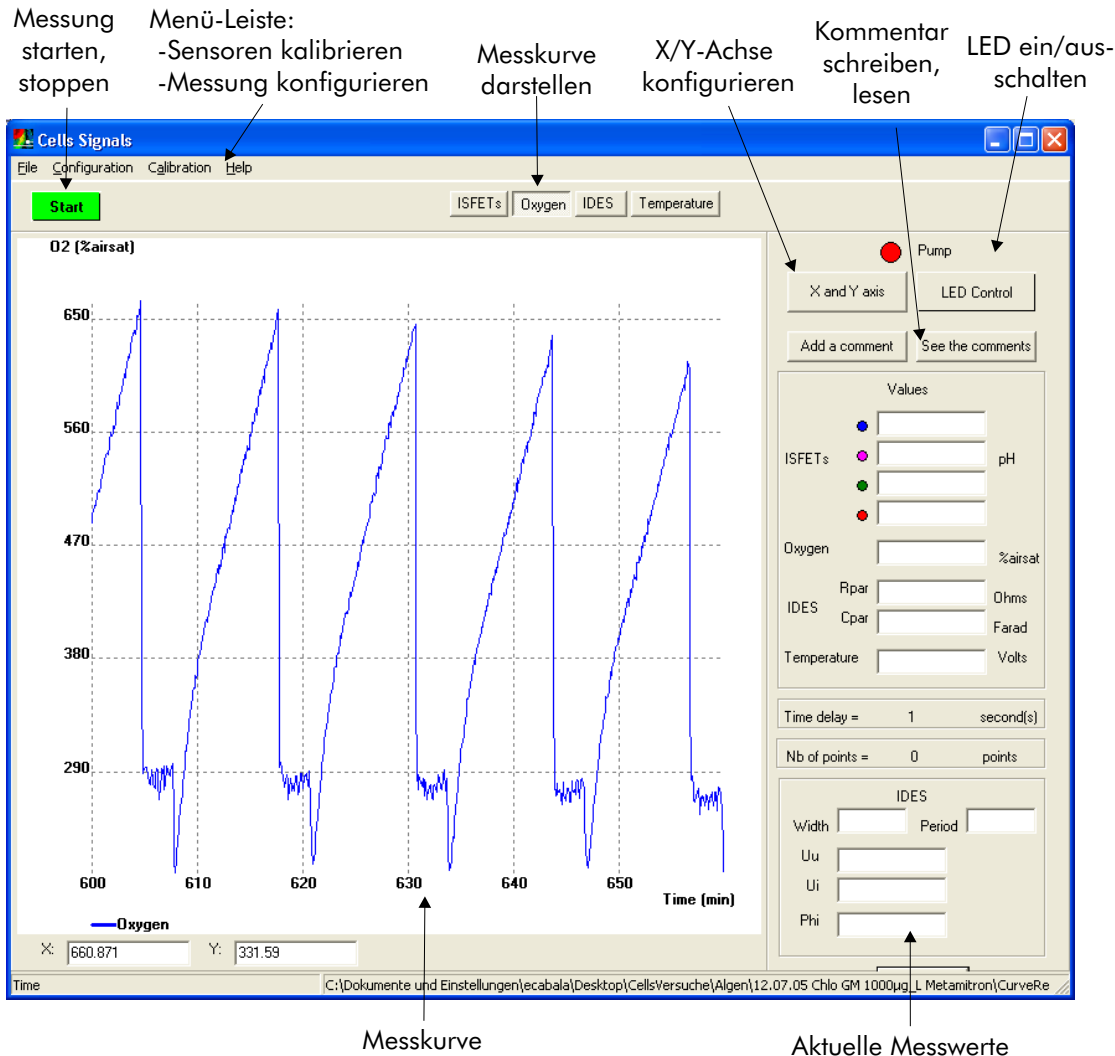 Messung
starten,
stoppen
Menü-Leiste:
-Sensoren kalibrieren
-Messung konfigurieren
Messkurve
darstellen
X/Y-Achse
konfigurieren
Kommentar
schreiben,
lesen
LED ein/aus-
schalten
Cells Signals
File Configuration Calibration Help
Start
ISFETs Oxygen IDES Temperature
O2 (%airsat)
650
560
470
380
290
600 610 620 630 640 650
Time (min)
Oxygen
X: 660.871 Y: 331.59
Pump
X and Y axis LED Control
Add a comment See the comments
Values
ISFETs pH
Oxygen %airsat
IDES
Rpar Ohms
Cpar Farad
Temperature Volts
Time delay = 1 second(s)
Nb of points = 0 points
IDES
Width Period
Uu
Ui
Phi
Time C:\Dokumente und Einstellungen\ecabala\Desktop\CellsVersuche\Algen\12.07.05 Chlo GM 1000µg_L Metamitron\CurveRe
Messkurve
Aktuelle Messwerte